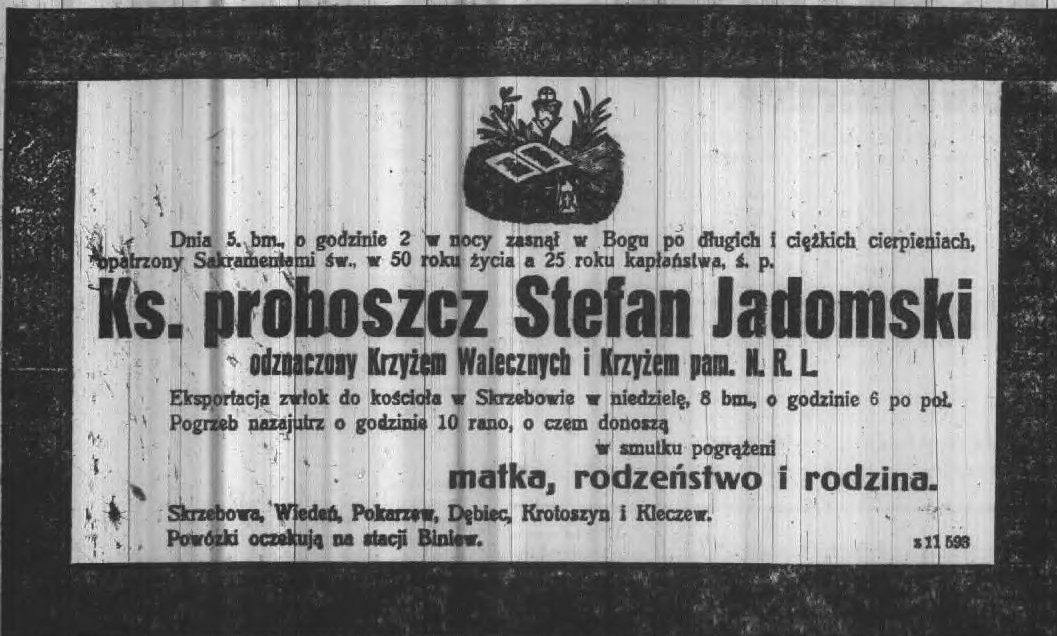 Dnia 5. bm., o godzinie 2 w nocy zasnął w Bogu po długich i ciężkich cierpieniach,
opatrzony Sakramentami św., w 50 roku życia a 25 roku kapłaństwa, ś. p.
Ks. proboszcz Stefan Jadomski
odznaczony Krzyżem Walecznych i Krzyżem pam. N. R. L.
Eksportacja zwłok do kościoła w Skrzebowie w niedzielę, 8 bm., o godzinie 6 po poł.
Pogrzeb nazajutrz o godzinie 10 rano, o czem donoszą
w smutku pogrążeni
matka, rodzeństwo i rodzina.
Skrzebowa, Wiedeń, Pokarzew, Dębiec, Krotoszyn i Kleczew.
Powózki oczekują na stacji Biniew.
z 11 593